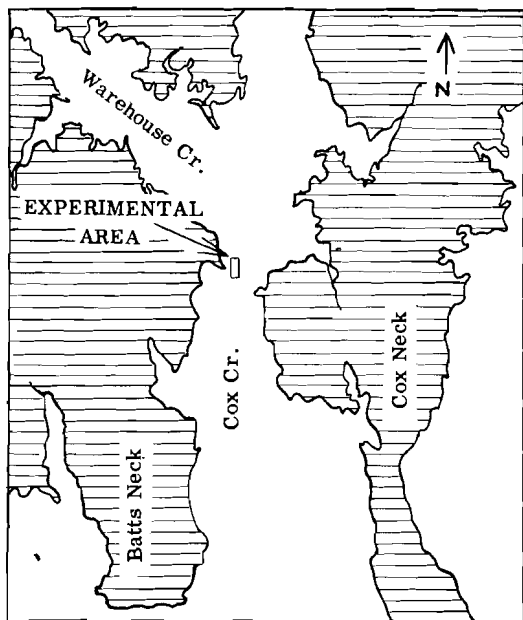 N
Warehouse Cr.
EXPERIMENTAL
AREA
Cox Cr.
Cox Neck
Batts Neck